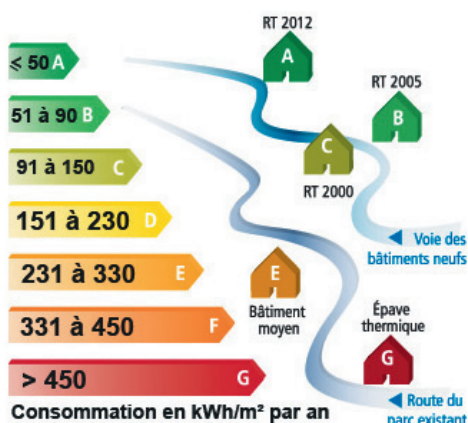 RT 2012
⩽ 50 A
A
RT 2005
51 à 90 B
B
91 à 150 C
C
RT 2000
151 à 230 D
Voie des
bâtiments neufs
231 à 330 E
E
Bâtiment
moyen
331 à 450 F
Épave
thermique
G
> 450 G
Route du
parc existant
Consommation en kWh/m² par an